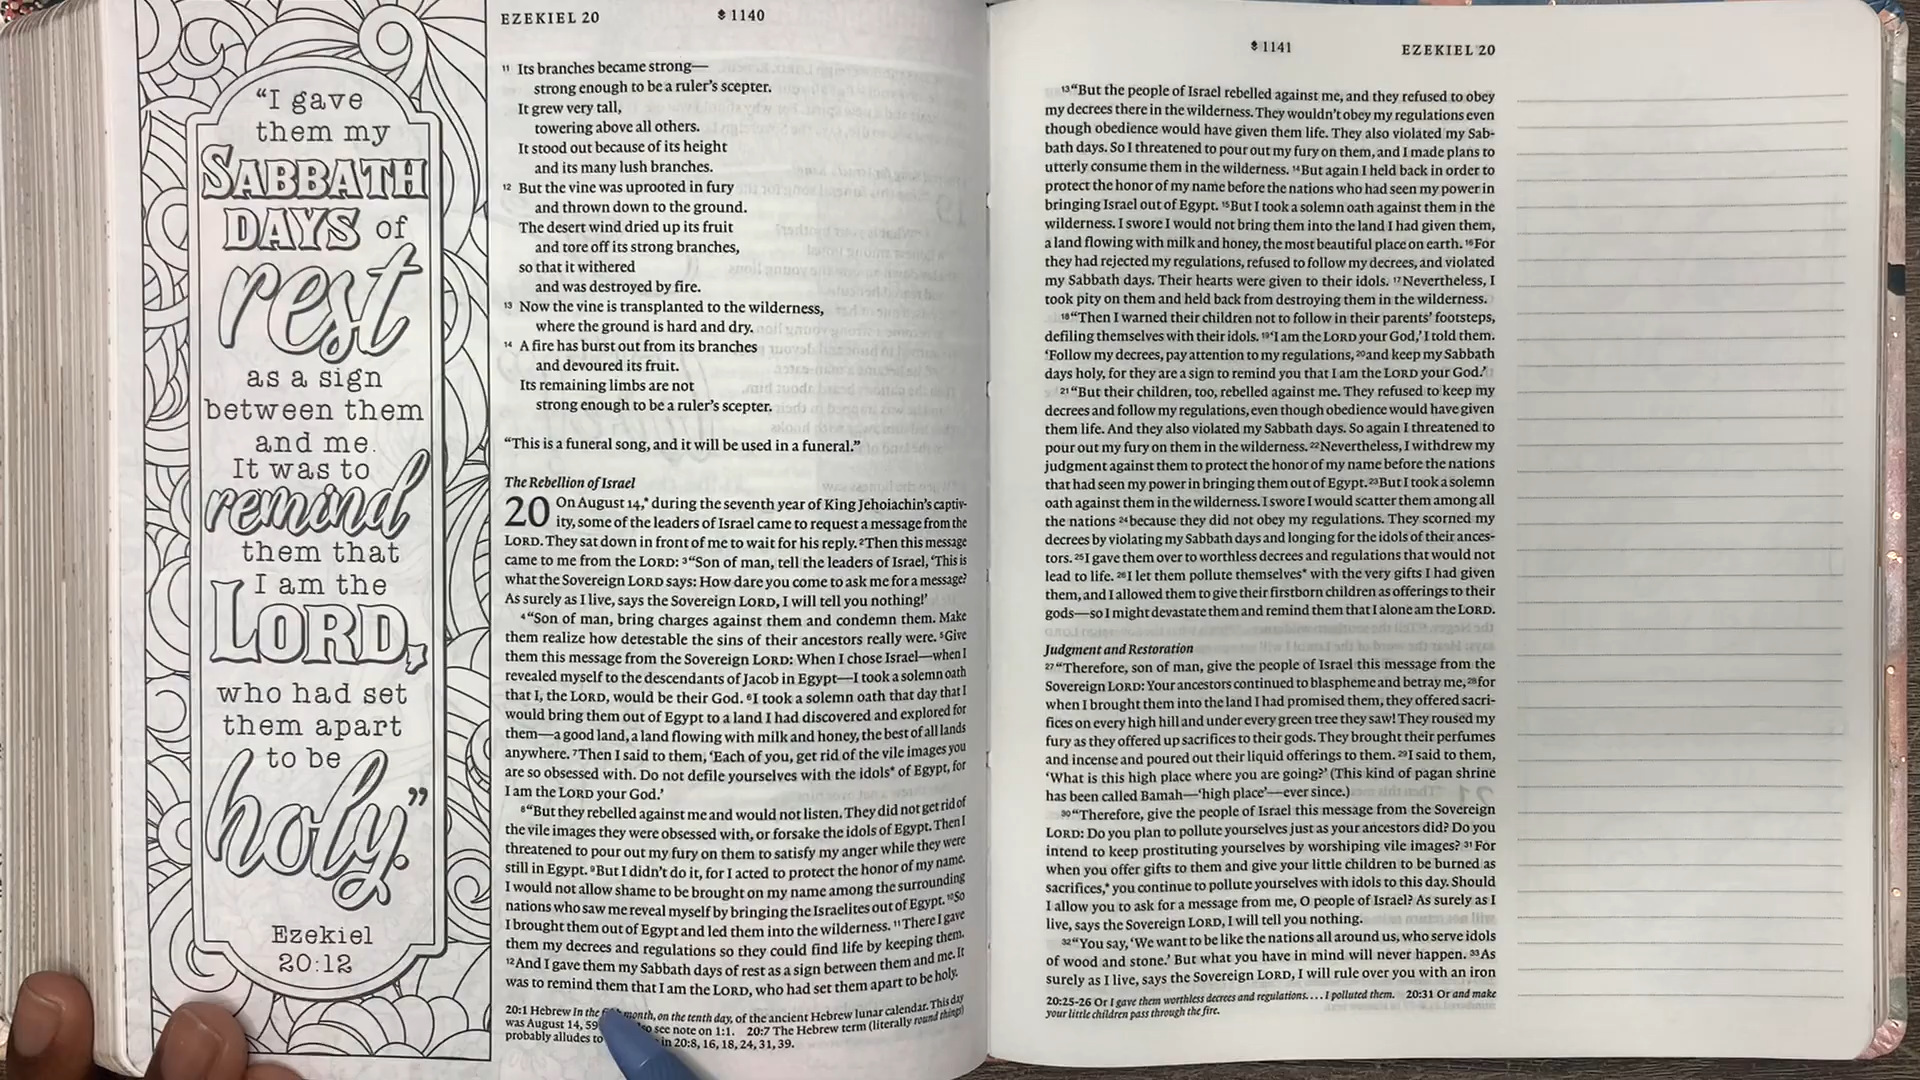 "I gave
them my
SABBATH
DAYS of
rest
as a sign
between them
and me.
It was to
remind
them that
I am the
LORD,
who had set
them apart
to be
holy."
Ezekiel
20:12
EZEKIEL 20
1140
11 Its branches became strong—
strong enough to be a ruler's scepter.
It grew very tall,
towering above all others.
It stood out because of its height
and its many lush branches.
12 But the vine was uprooted in fury
and thrown down to the ground.
The desert wind dried up its fruit
and tore off its strong branches,
so that it withered
and was destroyed by fire.
13 Now the vine is transplanted to the wilderness,
where the ground is hard and dry.
14 A fire has burst out from its branches
and devoured its fruit.
Its remaining limbs are not
strong enough to be a ruler's scepter.
"This is a funeral song, and it will be used in a funeral."
The Rebellion of Israel
20 On August 14,* during the seventh year of King Jehoiachin's captiv-
ity, some of the leaders of Israel came to request a message from the
LORD. They sat down in front of me to wait for his reply. 2Then this message
came to me from the LORD: 3"Son of man, tell the leaders of Israel, 'This is
what the Sovereign LORD says: How dare you come to ask me for a message?
As surely as I live, says the Sovereign LORD, I will tell you nothing!'
4"Son of man, bring charges against them and condemn them. Make
them realize how detestable the sins of their ancestors really were. 5Give
them this message from the Sovereign LORD: When I chose Israel—when I
revealed myself to the descendants of Jacob in Egypt—I took a solemn oath
that I, the LORD, would be their God. 6I took a solemn oath that day that I
would bring them out of Egypt to a land I had discovered and explored for
them—a good land, a land flowing with milk and honey, the best of all lands
anywhere. 7Then I said to them, 'Each of you, get rid of the vile images you
are so obsessed with. Do not defile yourselves with the idols* of Egypt, for
I am the LORD your God.'
8"But they rebelled against me and would not listen. They did not get rid of
the vile images they were obsessed with, or forsake the idols of Egypt. Then I
threatened to pour out my fury on them to satisfy my anger while they were
still in Egypt. 9But I didn't do it, for I acted to protect the honor of my name.
I would not allow shame to be brought on my name among the surrounding
nations who saw me reveal myself by bringing the Israelites out of Egypt. 10So
I brought them out of Egypt and led them into the wilderness. 11There I gave
them my decrees and regulations so they could find life by keeping them.
12And I gave them my Sabbath days of rest as a sign between them and me. It
was to remind them that I am the LORD, who had set them apart to be holy.
20:1 Hebrew In the month, on the tenth day, of the ancient Hebrew lunar calendar. This day
was August 14, 59 see note on 1:1. 20:7 The Hebrew term (literally round things)
probably alludes to in 20:8, 16, 18, 24, 31, 39.
1141
EZEKIEL 20
13"But the people of Israel rebelled against me, and they refused to obey
my decrees there in the wilderness. They wouldn't obey my regulations even
though obedience would have given them life. They also violated my Sab-
bath days. So I threatened to pour out my fury on them, and I made plans to
utterly consume them in the wilderness. 14But again I held back in order to
protect the honor of my name before the nations who had seen my power in
bringing Israel out of Egypt. 15But I took a solemn oath against them in the
wilderness. I swore I would not bring them into the land I had given them,
a land flowing with milk and honey, the most beautiful place on earth. 16For
they had rejected my regulations, refused to follow my decrees, and violated
my Sabbath days. Their hearts were given to their idols. 17Nevertheless, I
took pity on them and held back from destroying them in the wilderness.
18"Then I warned their children not to follow in their parents' footsteps,
defiling themselves with their idols. 19'I am the LORD your God,' I told them.
'Follow my decrees, pay attention to my regulations, 20and keep my Sabbath
days holy, for they are a sign to remind you that I am the LORD your God.'
21"But their children, too, rebelled against me. They refused to keep my
decrees and follow my regulations, even though obedience would have given
them life. And they also violated my Sabbath days. So again I threatened to
pour out my fury on them in the wilderness. 22Nevertheless, I withdrew my
judgment against them to protect the honor of my name before the nations
that had seen my power in bringing them out of Egypt. 23But I took a solemn
oath against them in the wilderness. I swore I would scatter them among all
the nations 24because they did not obey my regulations. They scorned my
decrees by violating my Sabbath days and longing for the idols of their ances-
tors. 25I gave them over to worthless decrees and regulations that would not
lead to life. 26I let them pollute themselves* with the very gifts I had given
them, and I allowed them to give their firstborn children as offerings to their
gods—so I might devastate them and remind them that I alone am the LORD.
Judgment and Restoration
27"Therefore, son of man, give the people of Israel this message from the
Sovereign LORD: Your ancestors continued to blaspheme and betray me, 28for
when I brought them into the land I had promised them, they offered sacri-
fices on every high hill and under every green tree they saw! They roused my
fury as they offered up sacrifices to their gods. They brought their perfumes
and incense and poured out their liquid offerings to them. 29I said to them,
'What is this high place where you are going?' (This kind of pagan shrine
has been called Bamah—'high place'—ever since.)
30"Therefore, give the people of Israel this message from the Sovereign
LORD: Do you plan to pollute yourselves just as your ancestors did? Do you
intend to keep prostituting yourselves by worshiping vile images? 31For
when you offer gifts to them and give your little children to be burned as
sacrifices,* you continue to pollute yourselves with idols to this day. Should
I allow you to ask for a message from me, O people of Israel? As surely as I
live, says the Sovereign LORD, I will tell you nothing.
32"You say, 'We want to be like the nations all around us, who serve idols
of wood and stone.' But what you have in mind will never happen. 33As
surely as I live, says the Sovereign LORD, I will rule over you with an iron
20:25-26 Or I gave them worthless decrees and regulations. . . . I polluted them. 20:31 Or and make
your little children pass through the fire.